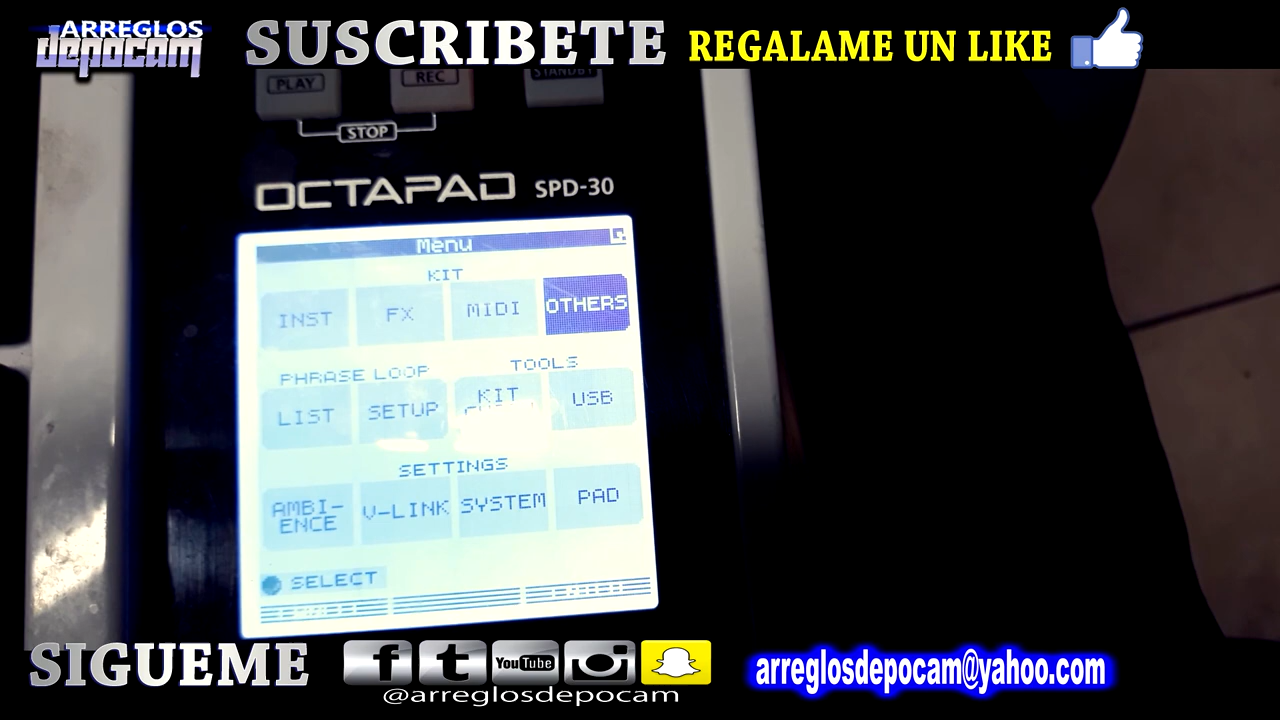 ARREGLOS
depocam
SUSCRIBETE
REGALAME UN LIKE
PLAY
REC
STANDBY
STOP
OCTAPAD SPD-30
Menu
KIT
INST
FX
MIDI
OTHERS
PHRASE LOOP
TOOLS
LIST
SETUP
KIT
USB
SETTINGS
AMBI-
ENCE
V-LINK
SYSTEM
PAD
SELECT
SIGUEME
f
t
YouTube
@arreglosdepocam
arreglosdepocam@yahoo.com